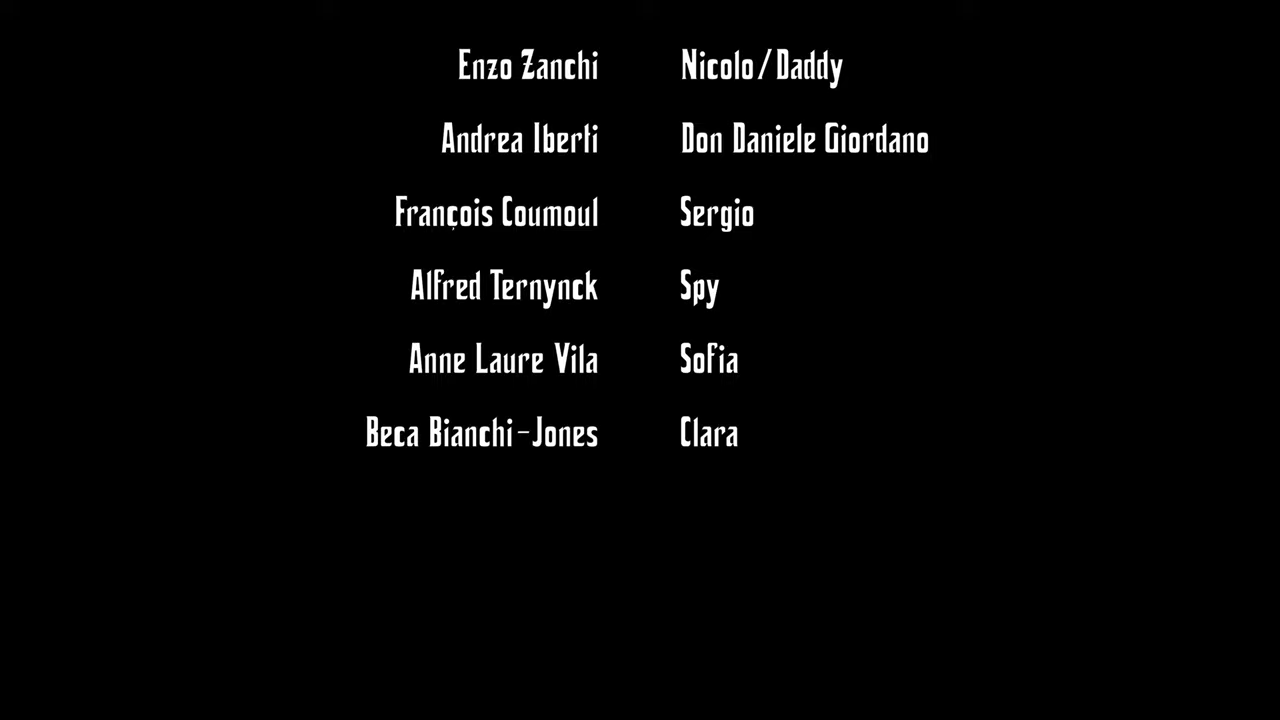 Enzo Zanchi Nicolo/Daddy
Andrea Iberti Don Daniele Giordano
François Coumoul Sergio
Alfred Ternynck Spy
Anne Laure Vila Sofia
Beca Bianchi-Jones Clara